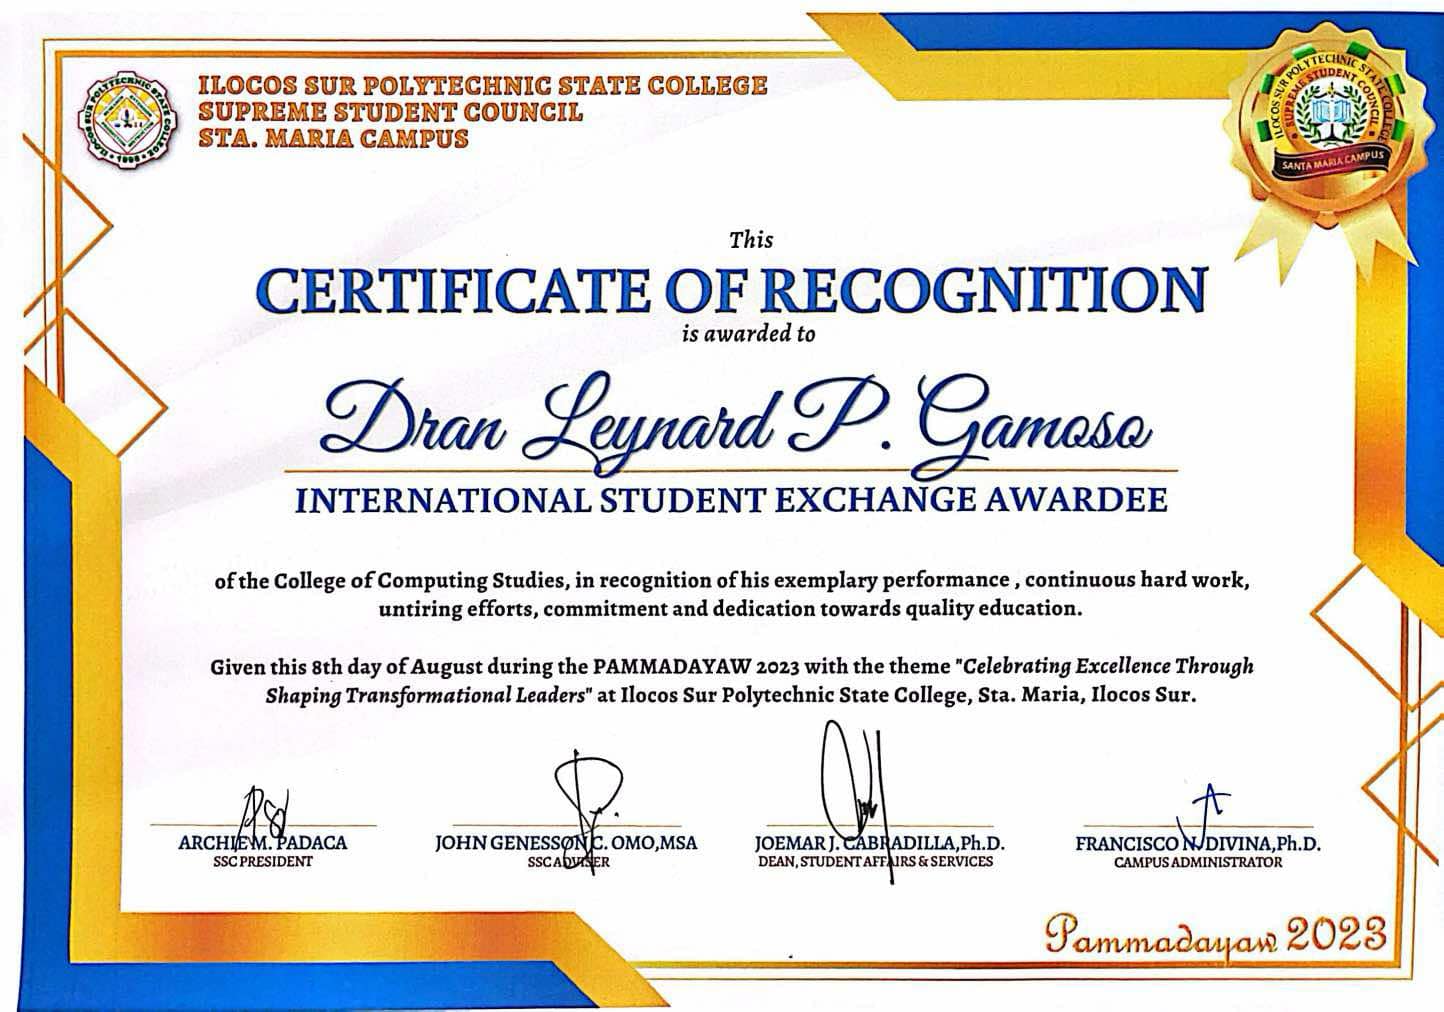 ILOCOS SUR POLYTECHNIC STATE COLLEGE
SUPREME STUDENT COUNCIL
STA. MARIA CAMPUS
ILOCOS SUR POLYTECHNIC STATE COLLEGE
1998
ILOCOS SUR POLYTECHNIC STATE COLLEGE
SUPREME STUDENT COUNCIL
SANTA MARIA CAMPUS
This
CERTIFICATE OF RECOGNITION
is awarded to
Dran Leynard P. Gamoso
INTERNATIONAL STUDENT EXCHANGE AWARDEE
of the College of Computing Studies, in recognition of his exemplary performance , continuous hard work,
untiring efforts, commitment and dedication towards quality education.
Given this 8th day of August during the PAMMADAYAW 2023 with the theme "Celebrating Excellence Through
Shaping Transformational Leaders" at Ilocos Sur Polytechnic State College, Sta. Maria, Ilocos Sur.
ARCHIE M. PADACA
SSC PRESIDENT
JOHN GENESSON C. OMO,MSA
SSC ADVISER
JOEMAR J. CABRADILLA,Ph.D.
DEAN, STUDENT AFFAIRS & SERVICES
FRANCISCO N. DIVINA,Ph.D.
CAMPUS ADMINISTRATOR
Pammadayaw 2023